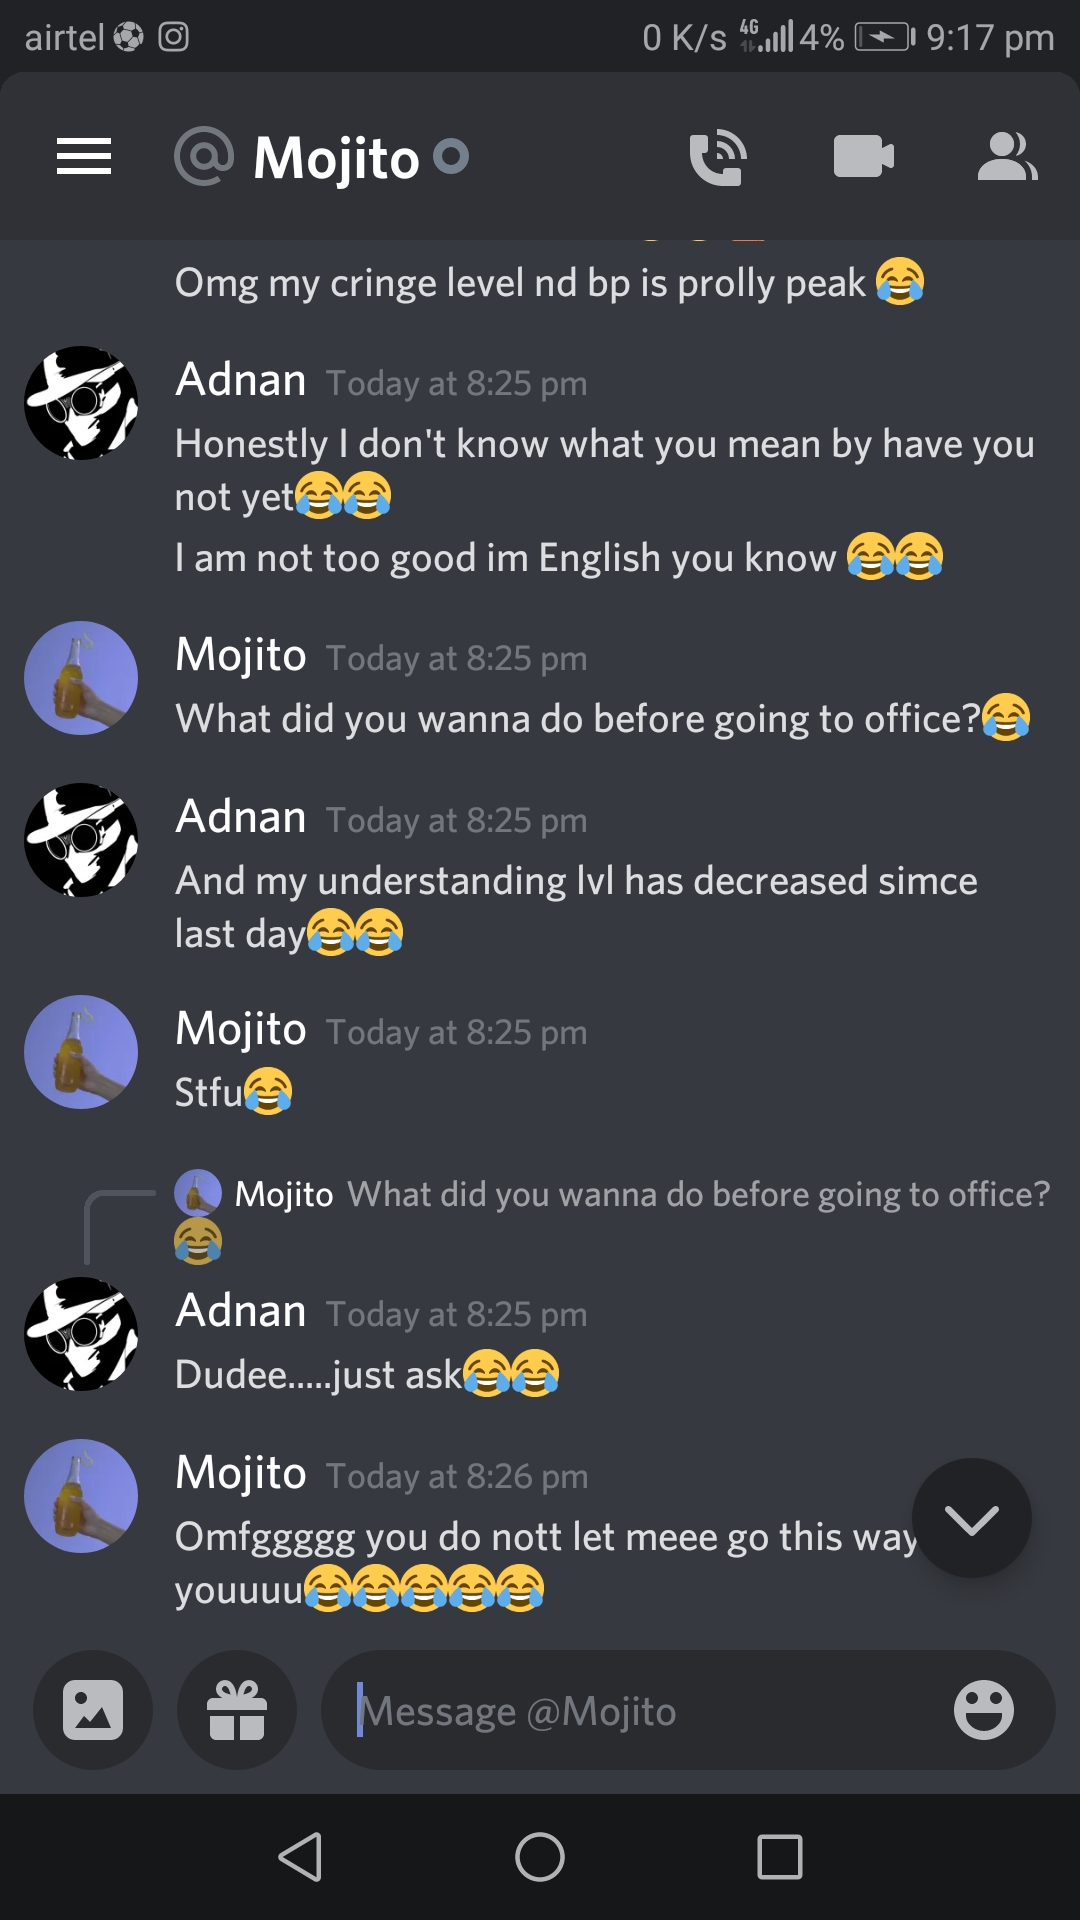 airtel 0 K/s 4G 4% 9:17 pm
@ Mojito
Omg my cringe level nd bp is prolly peak 😂
Adnan Today at 8:25 pm
Honestly I don't know what you mean by have you
not yet😂😂
I am not too good im English you know 😂😂
Mojito Today at 8:25 pm
What did you wanna do before going to office?😂
Adnan Today at 8:25 pm
And my understanding lvl has decreased simce
last day😂😂
Mojito Today at 8:25 pm
Stfu😂
Mojito What did you wanna do before going to office?
😂
Adnan Today at 8:25 pm
Dudee.....just ask😂😂
Mojito Today at 8:26 pm
Omfggggg you do nott let meee go this way
youuuu😂😂😂😂😂
Message @Mojito